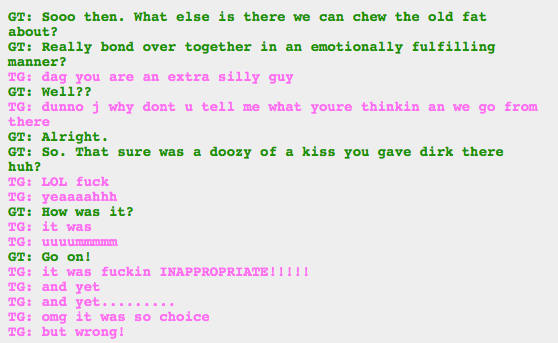 GT: Sooo then. What else is there we can chew the old fat
about?
GT: Really bond over together in an emotionally fulfilling
manner?
TG: dag you are an extra silly guy
GT: Well??
TG: dunno j why dont u tell me what youre thinkin an we go from
there
GT: Alright.
GT: So. That sure was a doozy of a kiss you gave dirk there
huh?
TG: LOL fuck
TG: yeaaaahhh
GT: How was it?
TG: it was
TG: uuuummmmm
GT: Go on!
TG: it was fuckin INAPPROPRIATE!!!!!
TG: and yet
TG: and yet.........
TG: omg it was so choice
TG: but wrong!